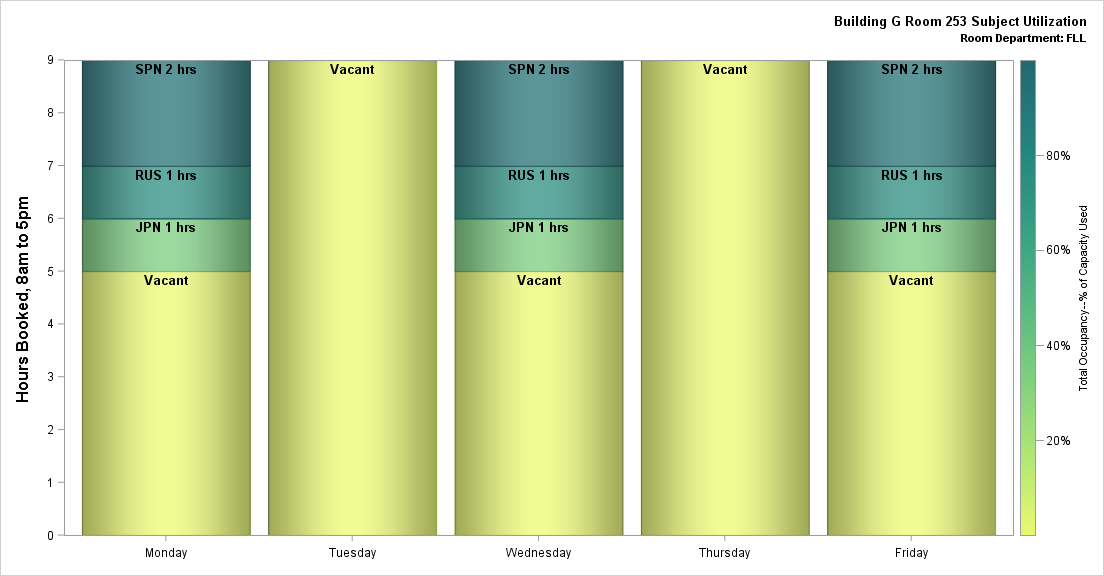 Building G Room 253 Subject Utilization
Room Department: FLL
Hours Booked, 8am to 5pm
9
8
7
6
5
4
3
2
1
0
SPN 2 hrs
RUS 1 hrs
JPN 1 hrs
Vacant
Vacant
SPN 2 hrs
RUS 1 hrs
JPN 1 hrs
Vacant
Vacant
SPN 2 hrs
RUS 1 hrs
JPN 1 hrs
Vacant
Monday
Tuesday
Wednesday
Thursday
Friday
80%
60%
40%
20%
Total Occupancy--% of Capacity Used